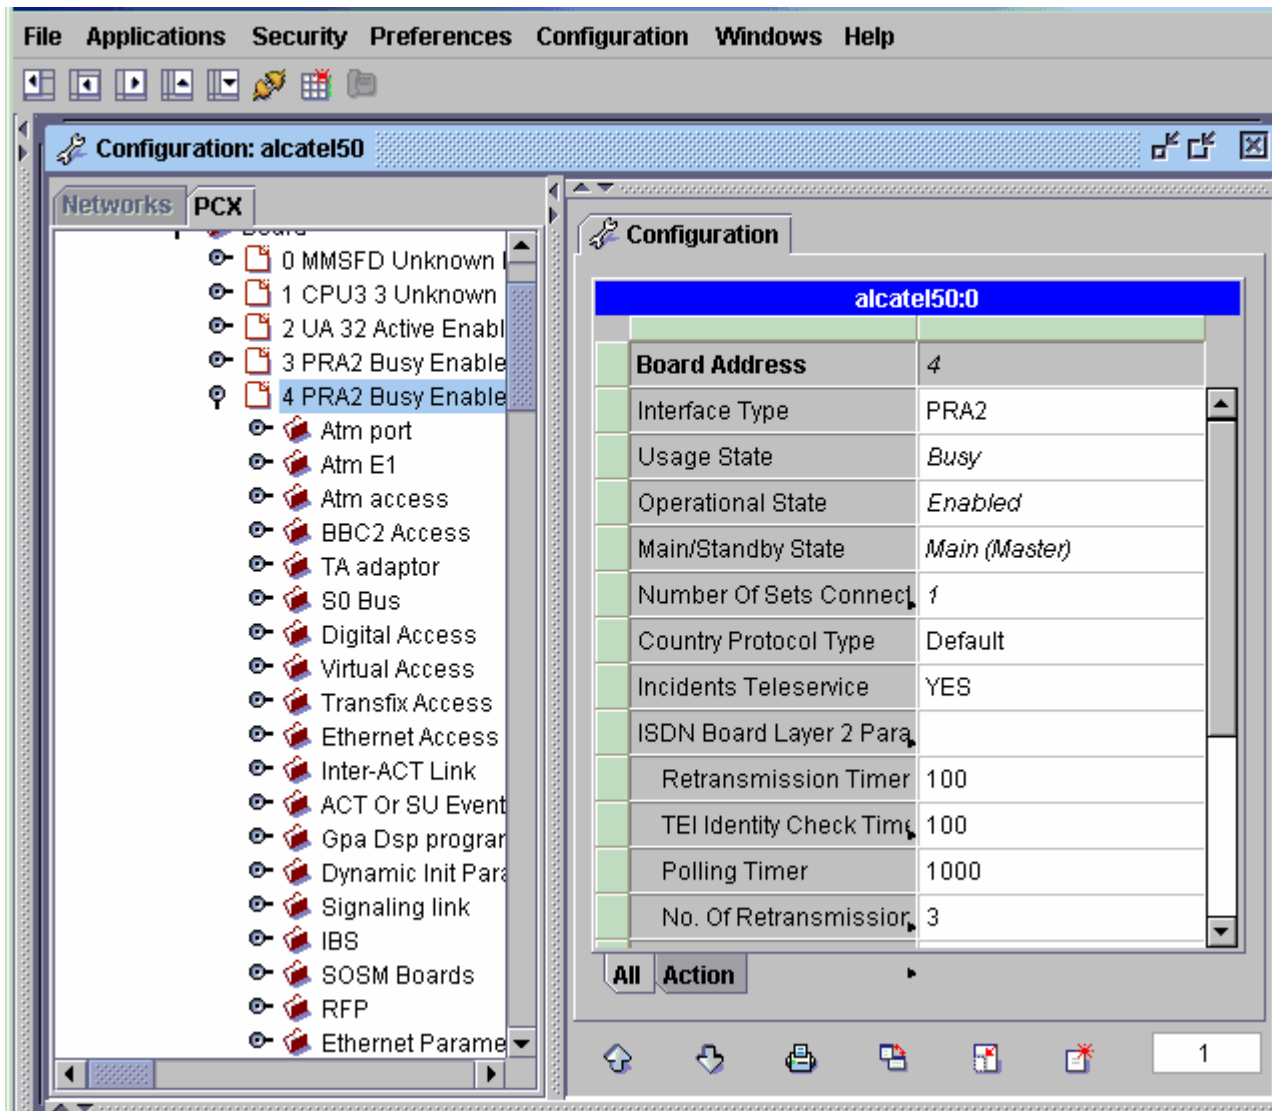 File Applications Security Preferences Configuration Windows Help
Configuration: alcatel50
Networks PCX
Board
0 MMSFD Unknown
1 CPU3 3 Unknown
2 UA 32 Active Enabl
3 PRA2 Busy Enable
4 PRA2 Busy Enable
Atm port
Atm E1
Atm access
BBC2 Access
TA adaptor
S0 Bus
Digital Access
Virtual Access
Transfix Access
Ethernet Access
Inter-ACT Link
ACT Or SU Event
Gpa Dsp prograr
Dynamic Init Para
Signaling link
IBS
SOSM Boards
RFP
Ethernet Parame
Configuration
alcatel50:0
Board Address 4
Interface Type PRA2
Usage State Busy
Operational State Enabled
Main/Standby State Main (Master)
Number Of Sets Connect 1
Country Protocol Type Default
Incidents Teleservice YES
ISDN Board Layer 2 Para
Retransmission Timer 100
TEI Identity Check Time 100
Polling Timer 1000
No. Of Retransmission 3
All Action
1